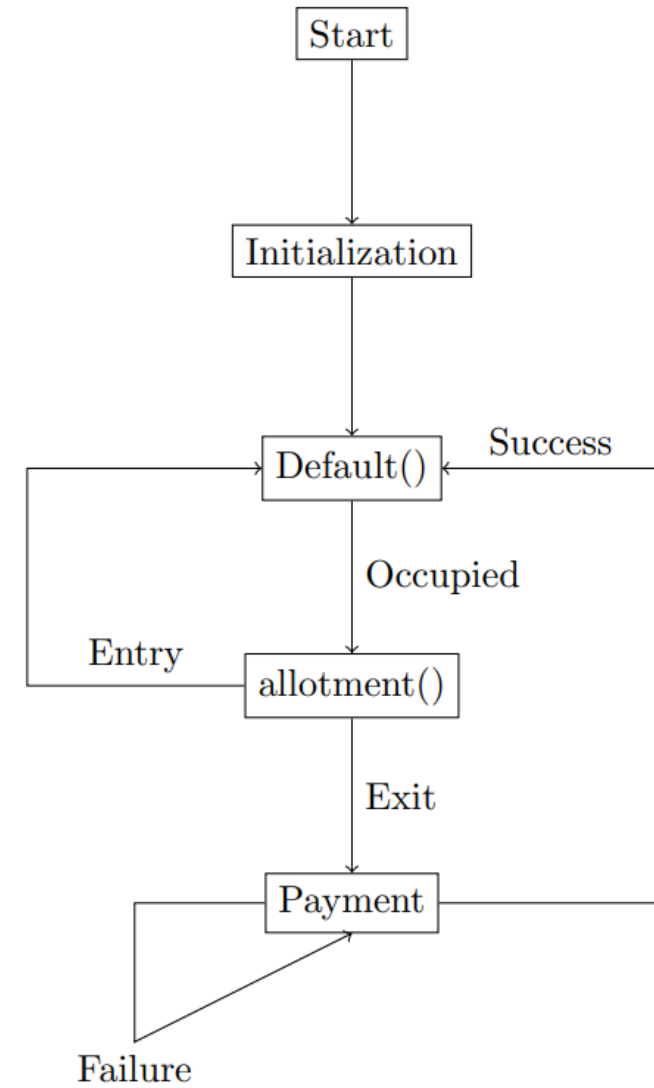 Start
Initialization
Default()
Success
Occupied
Entry
allotment()
Exit
Payment
Failure